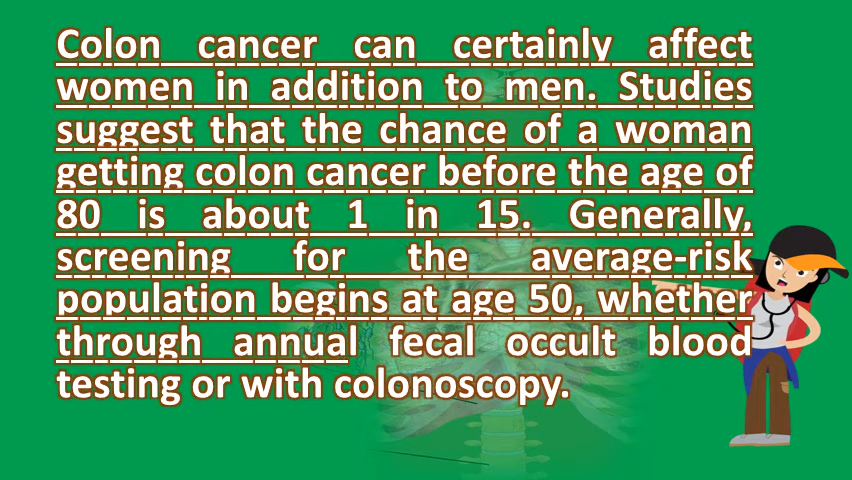 Colon cancer can certainly affect
women in addition to men. Studies
suggest that the chance of a woman
getting colon cancer before the age of
80 is about 1 in 15. Generally,
screening for the average-risk
population begins at age 50, whether
through annual fecal occult blood
testing or with colonoscopy.